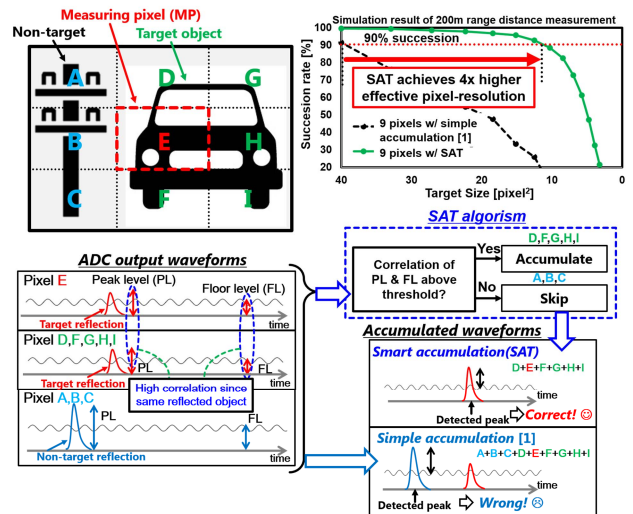 Measuring pixel (MP)
Non-target
Target object
A
D
G
B
E
H
C
F
I
Simulation result of 200m range distance measurement
Succession rate [%]
100
90
80
70
60
50
40
30
20
90% succession
SAT achieves 4x higher
effective pixel-resolution
9 pixels w/ simple
accumulation [1]
9 pixels w/ SAT
40
30
20
10
0
Target Size [pixel²]
SAT algorism
Correlation of
PL & FL above
threshold?
Yes
D,F,G,H,I
Accumulate
No
A,B,C
Skip
ADC output waveforms
Pixel E
Peak level (PL)
Floor level (FL)
Target reflection
time
Pixel D,F,G,H,I
PL
FL
Target reflection
time
High correlation since
same reflected object
Pixel A,B,C
PL
FL
Non-target reflection
time
Accumulated waveforms
Smart accumulation(SAT)
D+E+F+G+H+I
time
Detected peak
Correct! ☺
Simple accumulation [1]
A+B+C+D+E+F+G+H+I
time
Detected peak
Wrong! ☹